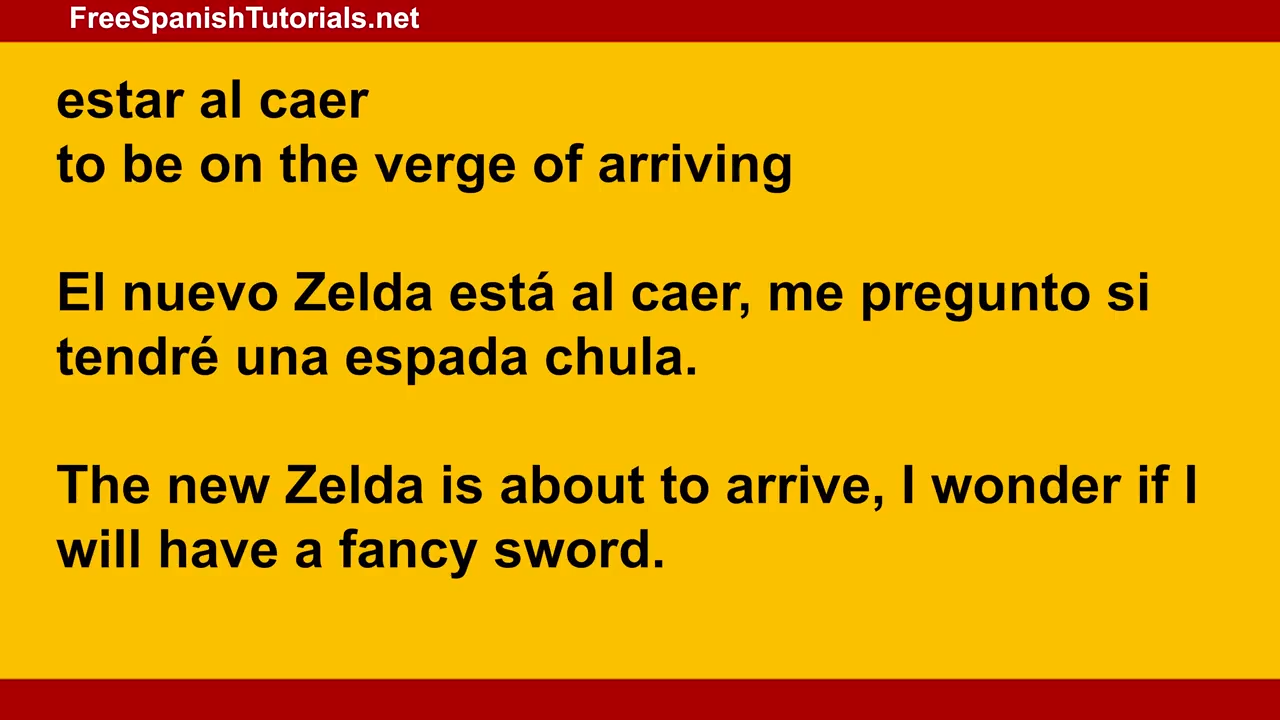 FreeSpanishTutorials.net
estar al caer
to be on the verge of arriving
El nuevo Zelda está al caer, me pregunto si
tendré una espada chula.
The new Zelda is about to arrive, I wonder if I
will have a fancy sword.